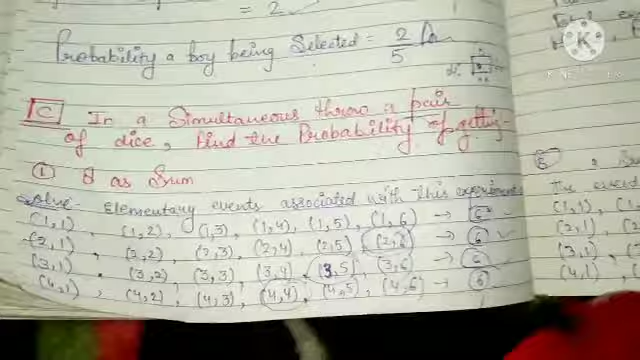 = 2
Probability a boy being Selected = 2/5
C In a Simultaneous throw a pair
of dice, find the Probability of getting-
① 8 as Sum
Solve- Elementary events associated with this experiments
(1,1), (1,2), (1,3), (1,4), (1,5), (1,6) → 6
(2,1), (2,2), (2,3), (2,4), (2,5) (2,6) → 6
(3,1), (3,2), (3,3), (3,4), (3,5), (3,6) → 6
(4,1), (4,2), (4,3), (4,4), (4,5), (4,6) → 6
The event
(1,1), (1,
(2,1)
(3,1)
(4,1)
K